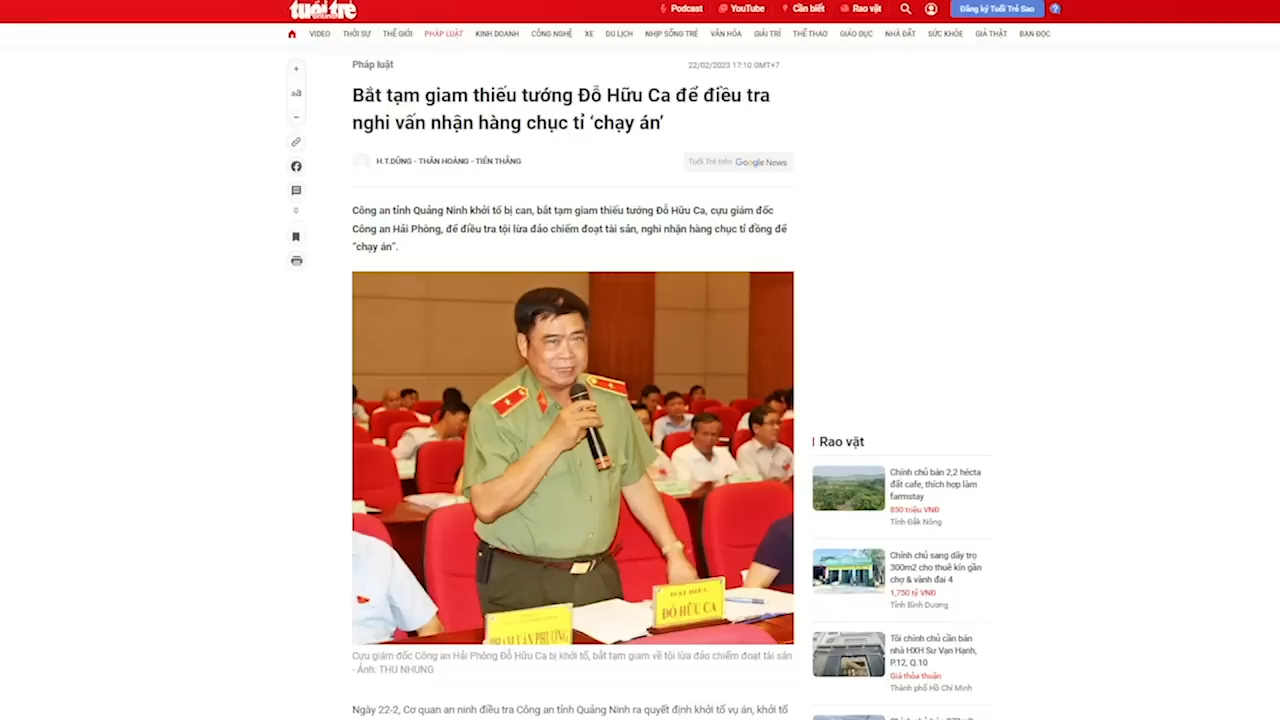 tuổi trẻ
Podcast YouTube Cần biết Rao vặt Đăng ký Tuổi Trẻ Sao
VIDEO THỜI SỰ THẾ GIỚI PHÁP LUẬT KINH DOANH CÔNG NGHỆ XE DU LỊCH NHỊP SỐNG TRẺ VĂN HÓA GIẢI TRÍ THỂ THAO GIÁO DỤC NHÀ ĐẤT SỨC KHỎE GIẢ THẬT BẠN ĐỌC
Pháp luật 22/02/2023 17:10 GMT+7
Bắt tạm giam thiếu tướng Đỗ Hữu Ca để điều tra
nghi vấn nhận hàng chục tỉ ‘chạy án’
H.T.DŨNG - THÂN HOÀNG - TIẾN THẮNG
Tuổi Trẻ trên Google News
+
aA
-
0
Công an tỉnh Quảng Ninh khởi tố bị can, bắt tạm giam thiếu tướng Đỗ Hữu Ca, cựu giám đốc
Công an Hải Phòng, để điều tra tội lừa đảo chiếm đoạt tài sản, nghi nhận hàng chục tỉ đồng để
"chạy án".
ĐẠI BIỂU
ĐỖ HỮU CA
PHẠM VĂN PHƯƠNG
Cựu giám đốc Công an Hải Phòng Đỗ Hữu Ca bị khởi tố, bắt tạm giam về tội lừa đảo chiếm đoạt tài sản
- Ảnh: THU NHUNG
Ngày 22-2, Cơ quan an ninh điều tra Công an tỉnh Quảng Ninh ra quyết định khởi tố vụ án, khởi tố
Rao vặt
Chính chủ bán 2,2 hécta
đất cafe, thích hợp làm
farmstay
850 triệu VNĐ
Tỉnh Đắk Nông
Chính chủ sang dãy trọ
300m2 cho thuê kín gần
chợ & vành đai 4
1,750 tỷ VNĐ
Tỉnh Bình Dương
Tôi chính chủ cần bán
nhà HXH Sư Vạn Hạnh,
P.12, Q.10
Giá thỏa thuận
Thành phố Hồ Chí Minh